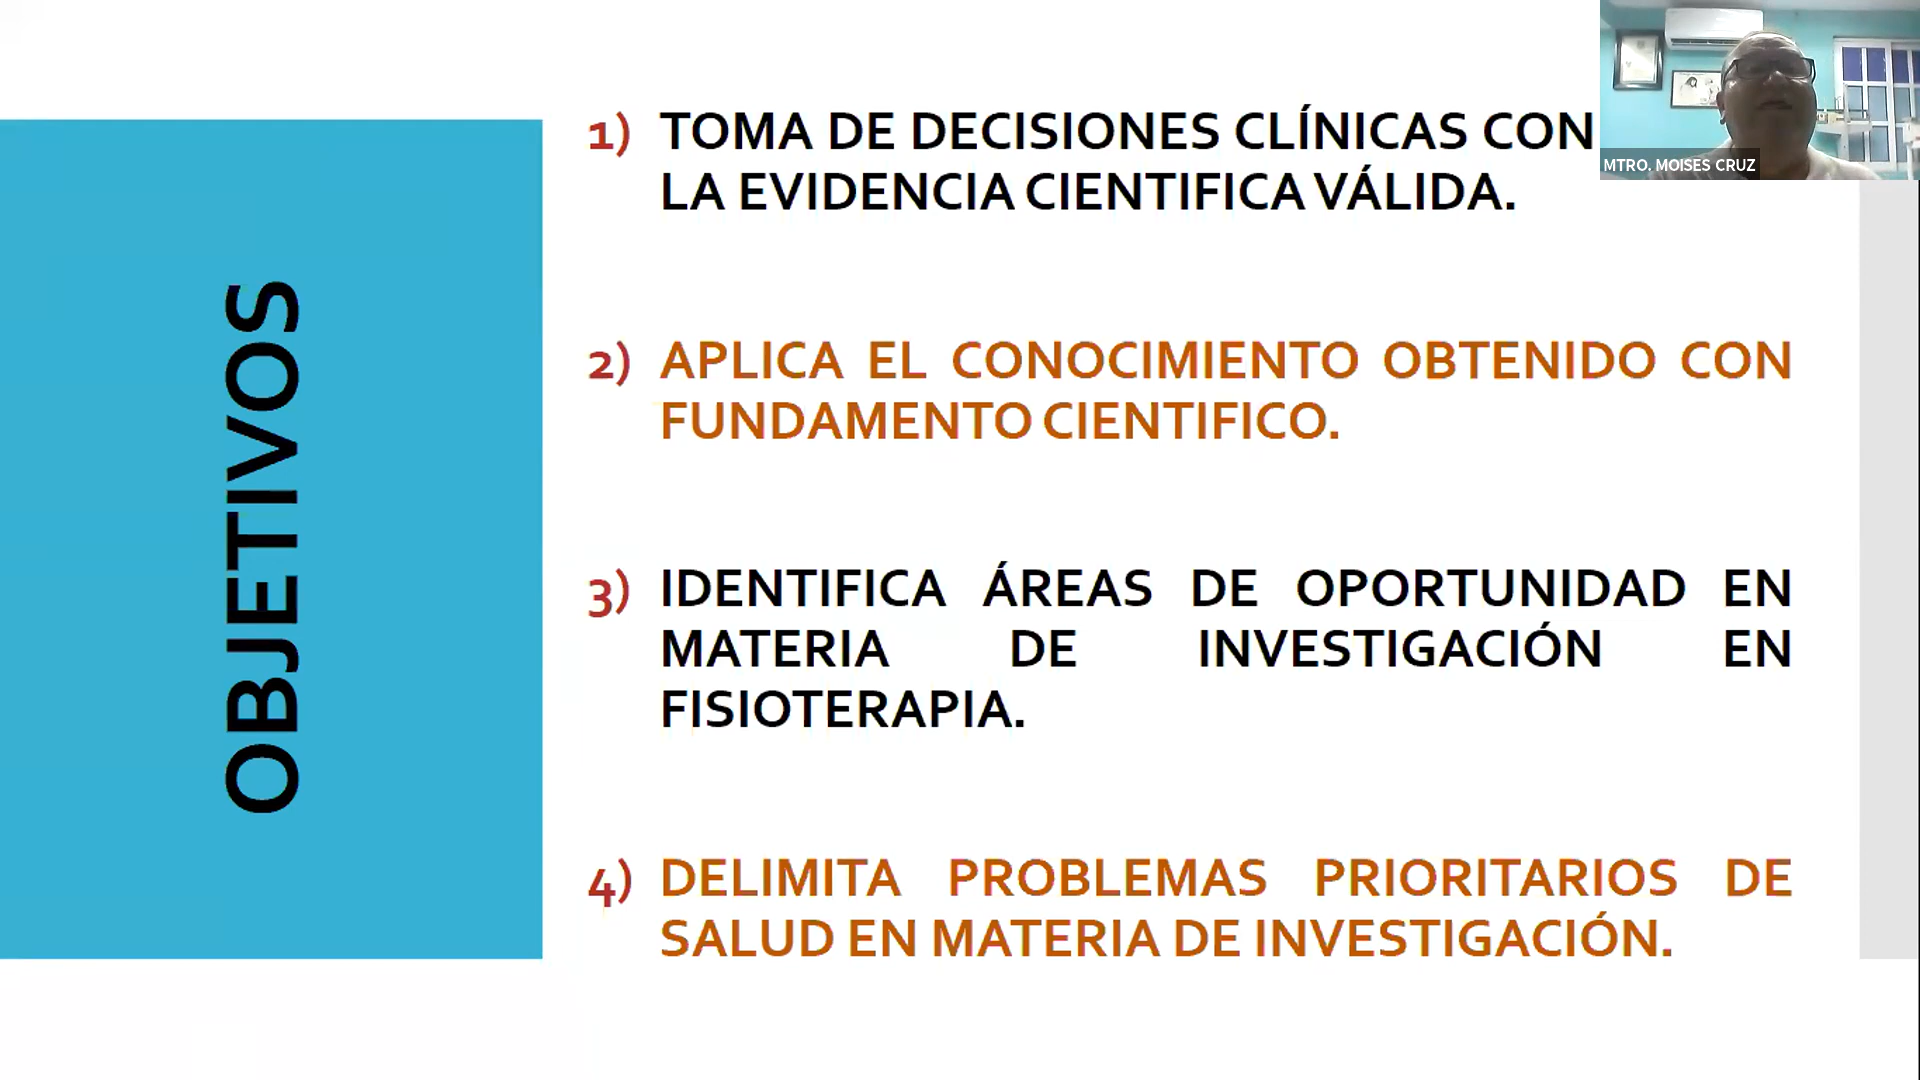 OBJETIVOS
1) TOMA DE DECISIONES CLÍNICAS CON
LA EVIDENCIA CIENTIFICA VÁLIDA.
2) APLICA EL CONOCIMIENTO OBTENIDO CON
FUNDAMENTO CIENTIFICO.
3) IDENTIFICA ÁREAS DE OPORTUNIDAD EN
MATERIA DE INVESTIGACIÓN EN
FISIOTERAPIA.
4) DELIMITA PROBLEMAS PRIORITARIOS DE
SALUD EN MATERIA DE INVESTIGACIÓN.
MTRO. MOISES CRUZ